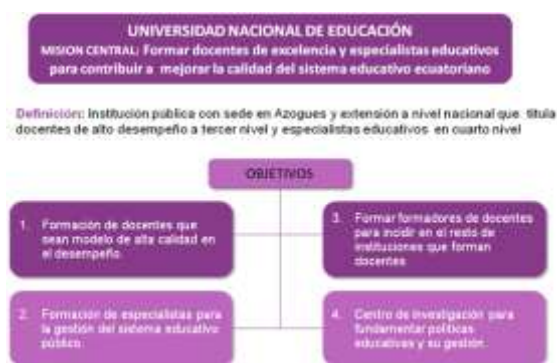 UNIVERSIDAD NACIONAL DE EDUCACIÓN
MISION CENTRAL: Formar docentes de excelencia y especialistas educativos
para contribuir a mejorar la calidad del sistema educativo ecuatoriano
Definición: Institución pública con sede en Azogues y extensión a nivel nacional que titula
docentes de alto desempeño a tercer nivel y especialistas educativos en cuarto nivel
OBJETIVOS
1. Formación de docentes que
sean modelo de alta calidad en
el desempeño.
2. Formación de especialistas para
la gestión del sistema educativo
público.
3. Formar formadores de docentes
para incidir en el resto de
instituciones que forman
docentes
4. Centro de investigación para
fundamentar políticas
educativas y su gestión.